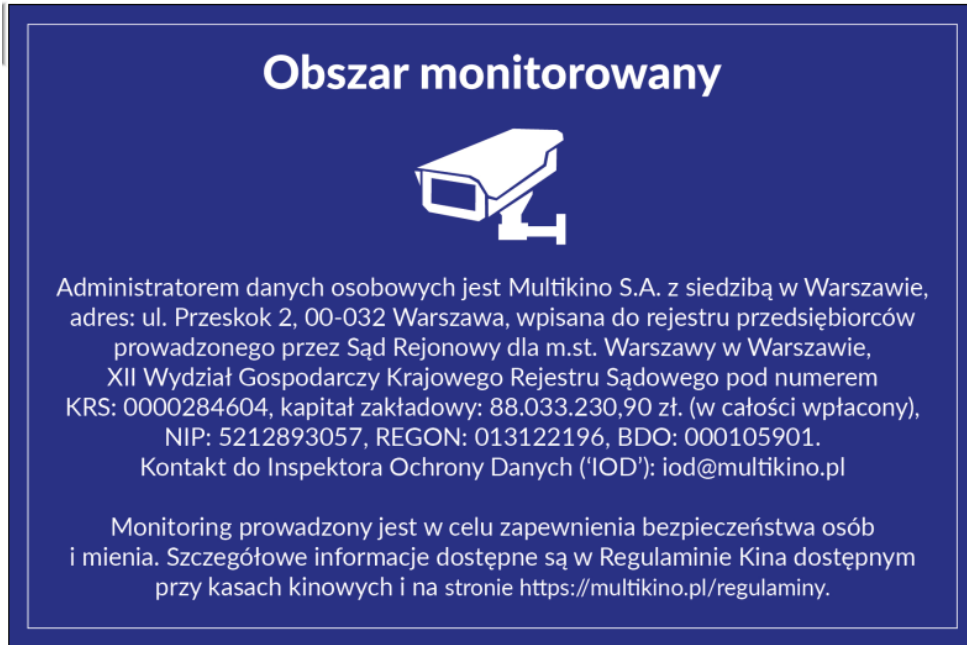 Obszar monitorowany
Administratorem danych osobowych jest Multikino S.A. z siedzibą w Warszawie,
adres: ul. Przeskok 2, 00-032 Warszawa, wpisana do rejestru przedsiębiorców
prowadzonego przez Sąd Rejonowy dla m.st. Warszawy w Warszawie,
XII Wydział Gospodarczy Krajowego Rejestru Sądowego pod numerem
KRS: 0000284604, kapitał zakładowy: 88.033.230,90 zł. (w całości wpłacony),
NIP: 5212893057, REGON: 013122196, BDO: 000105901.
Kontakt do Inspektora Ochrony Danych (‘IOD’): iod@multikino.pl
Monitoring prowadzony jest w celu zapewnienia bezpieczeństwa osób
i mienia. Szczegółowe informacje dostępne są w Regulaminie Kina dostępnym
przy kasach kinowych i na stronie https://multikino.pl/regulaminy.